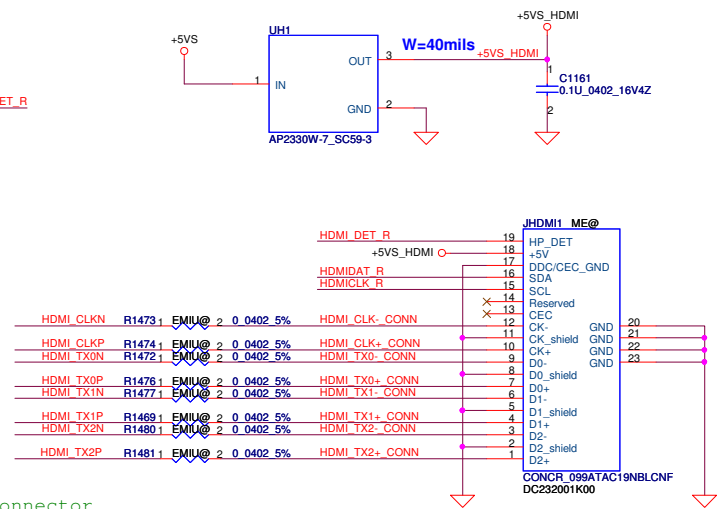 +5VS_HDMI
+5VS
UH1
W=40mils
OUT
3
+5VS_HDMI
1
IN
1
C1161
0.1U_0402_16V4Z
2
GND
2
ET_R
AP2330W-7_SC59-3
JHDMI1 ME@
HDMI_DET_R
19
HP_DET
+5VS_HDMI
18
+5V
17
DDC/CEC_GND
HDMIDAT_R
16
SDA
HDMICLK_R
15
SCL
14
Reserved
13
CEC
HDMI_CLKN R1473 1 EMIU@ 2 0_0402_5% HDMI_CLK-_CONN 12 CK- GND 20
11 CK_shield GND 21
HDMI_CLKP R1474 1 EMIU@ 2 0_0402_5% HDMI_CLK+_CONN 10 CK+ GND 22
HDMI_TX0N R1472 1 EMIU@ 2 0_0402_5% HDMI_TX0-_CONN 9 D0- GND 23
8 D0_shield
HDMI_TX0P R1476 1 EMIU@ 2 0_0402_5% HDMI_TX0+_CONN 7 D0+
HDMI_TX1N R1477 1 EMIU@ 2 0_0402_5% HDMI_TX1-_CONN 6 D1-
5 D1_shield
HDMI_TX1P R1469 1 EMIU@ 2 0_0402_5% HDMI_TX1+_CONN 4 D1+
HDMI_TX2N R1480 1 EMIU@ 2 0_0402_5% HDMI_TX2-_CONN 3 D2-
2 D2_shield
HDMI_TX2P R1481 1 EMIU@ 2 0_0402_5% HDMI_TX2+_CONN 1 D2+
CONCR_099ATAC19NBLCNF
DC232001K00
onnector